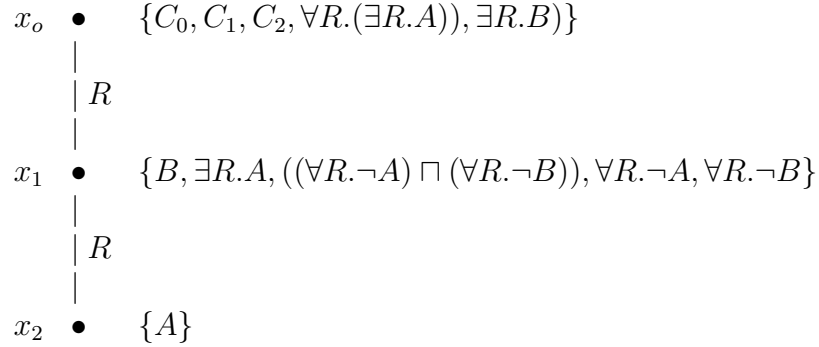 x_o • {C_0, C_1, C_2, ∀R.(∃R.A)), ∃R.B)}
| R
x_1 • {B, ∃R.A, ((∀R.¬A) ⊓ (∀R.¬B)), ∀R.¬A, ∀R.¬B}
| R
x_2 • {A}